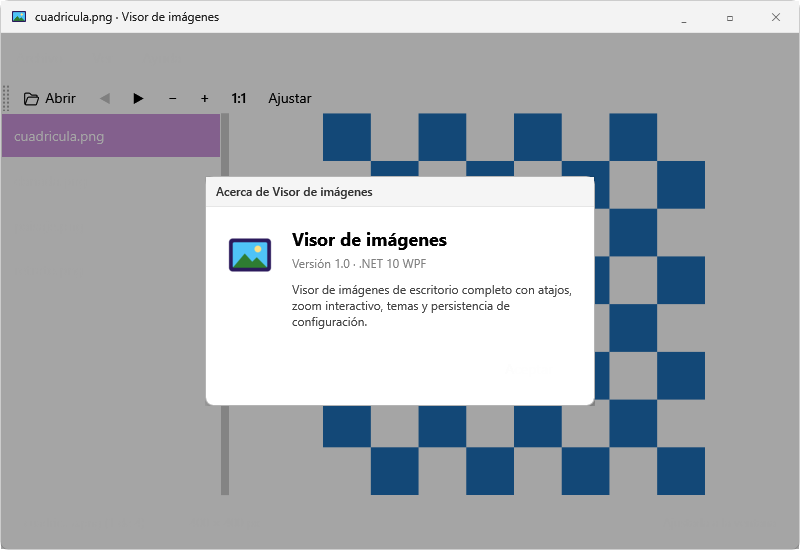 cuadricula.png · Visor de imágenes
Abrir − + 1:1 Ajustar
cuadricula.png
Acerca de Visor de imágenes
Visor de imágenes
Versión 1.0 · .NET 10 WPF
Visor de imágenes de escritorio completo con atajos,
zoom interactivo, temas y persistencia de
configuración.